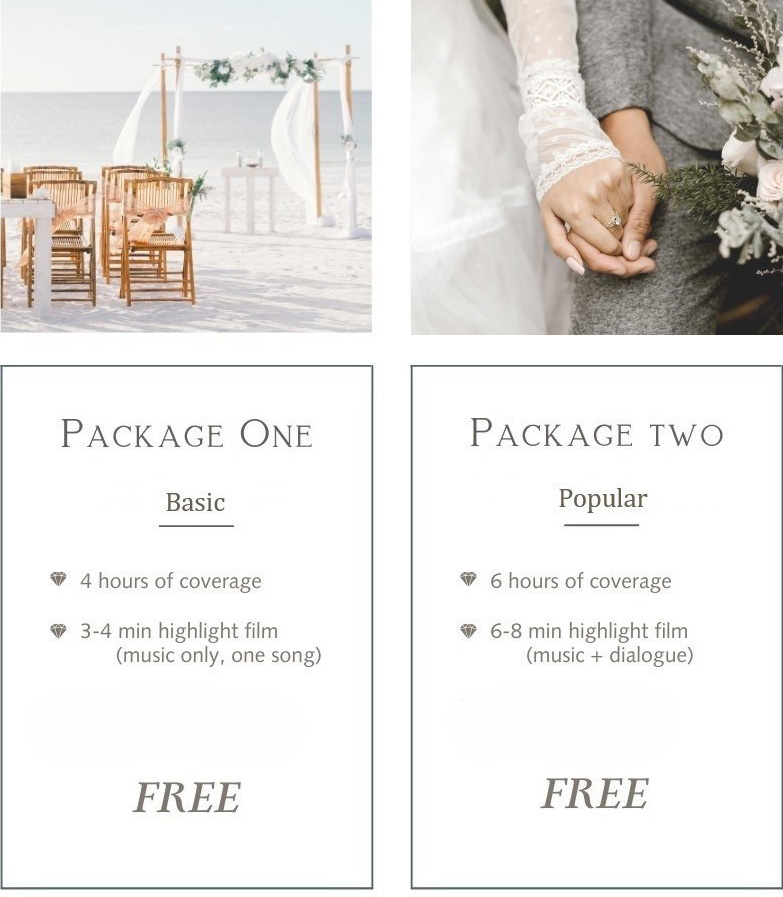 PACKAGE ONE
Basic
4 hours of coverage
3-4 min highlight film
(music only, one song)
FREE
PACKAGE TWO
Popular
6 hours of coverage
6-8 min highlight film
(music + dialogue)
FREE